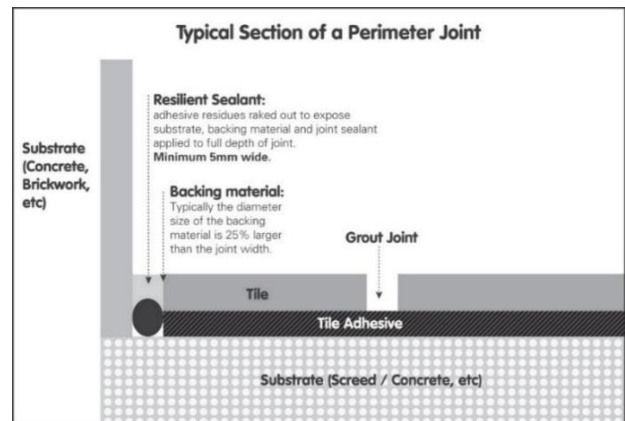 Typical Section of a Perimeter Joint
Resilient Sealant:
adhesive residues raked out to expose
substrate, backing material and joint sealant
applied to full depth of joint.
Minimum 5mm wide.
Substrate
(Concrete,
Brickwork,
etc)
Backing material:
Typically the diameter
size of the backing
material is 25% larger
than the joint width.
Grout Joint
Tile
Tile Adhesive
Substrate (Screed / Concrete, etc)